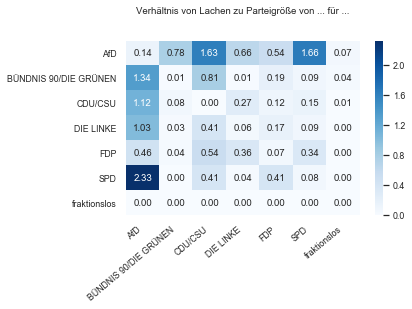 Verhältnis von Lachen zu Parteigröße von ... für ...
AfD 0.14 0.78 1.63 0.66 0.54 1.66 0.07
BÜNDNIS 90/DIE GRÜNEN 1.34 0.01 0.81 0.01 0.19 0.09 0.04
CDU/CSU 1.12 0.08 0.00 0.27 0.12 0.15 0.01
DIE LINKE 1.03 0.03 0.41 0.06 0.17 0.09 0.00
FDP 0.46 0.04 0.54 0.36 0.07 0.34 0.00
SPD 2.33 0.00 0.41 0.04 0.41 0.08 0.00
fraktionslos 0.00 0.00 0.00 0.00 0.00 0.00 0.00
AfD
BÜNDNIS 90/DIE GRÜNEN
CDU/CSU
DIE LINKE
FDP
SPD
fraktionslos
2.0
1.6
1.2
0.8
0.4
0.0